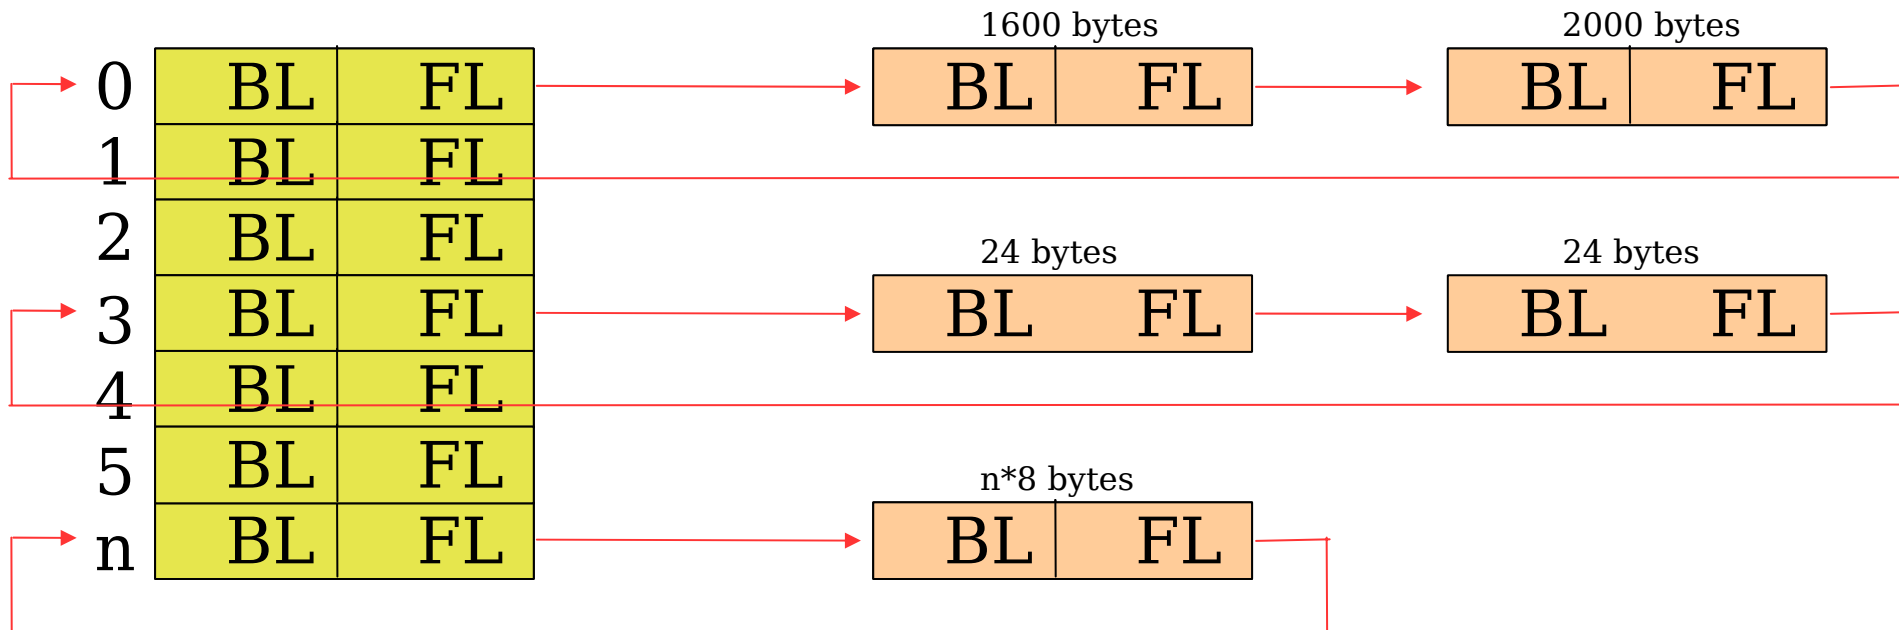 1600 bytes 2000 bytes
0 BL FL BL FL BL FL
1 BL FL
2 BL FL
24 bytes 24 bytes
3 BL FL BL FL BL FL
4 BL FL
5 BL FL
n*8 bytes
n BL FL BL FL